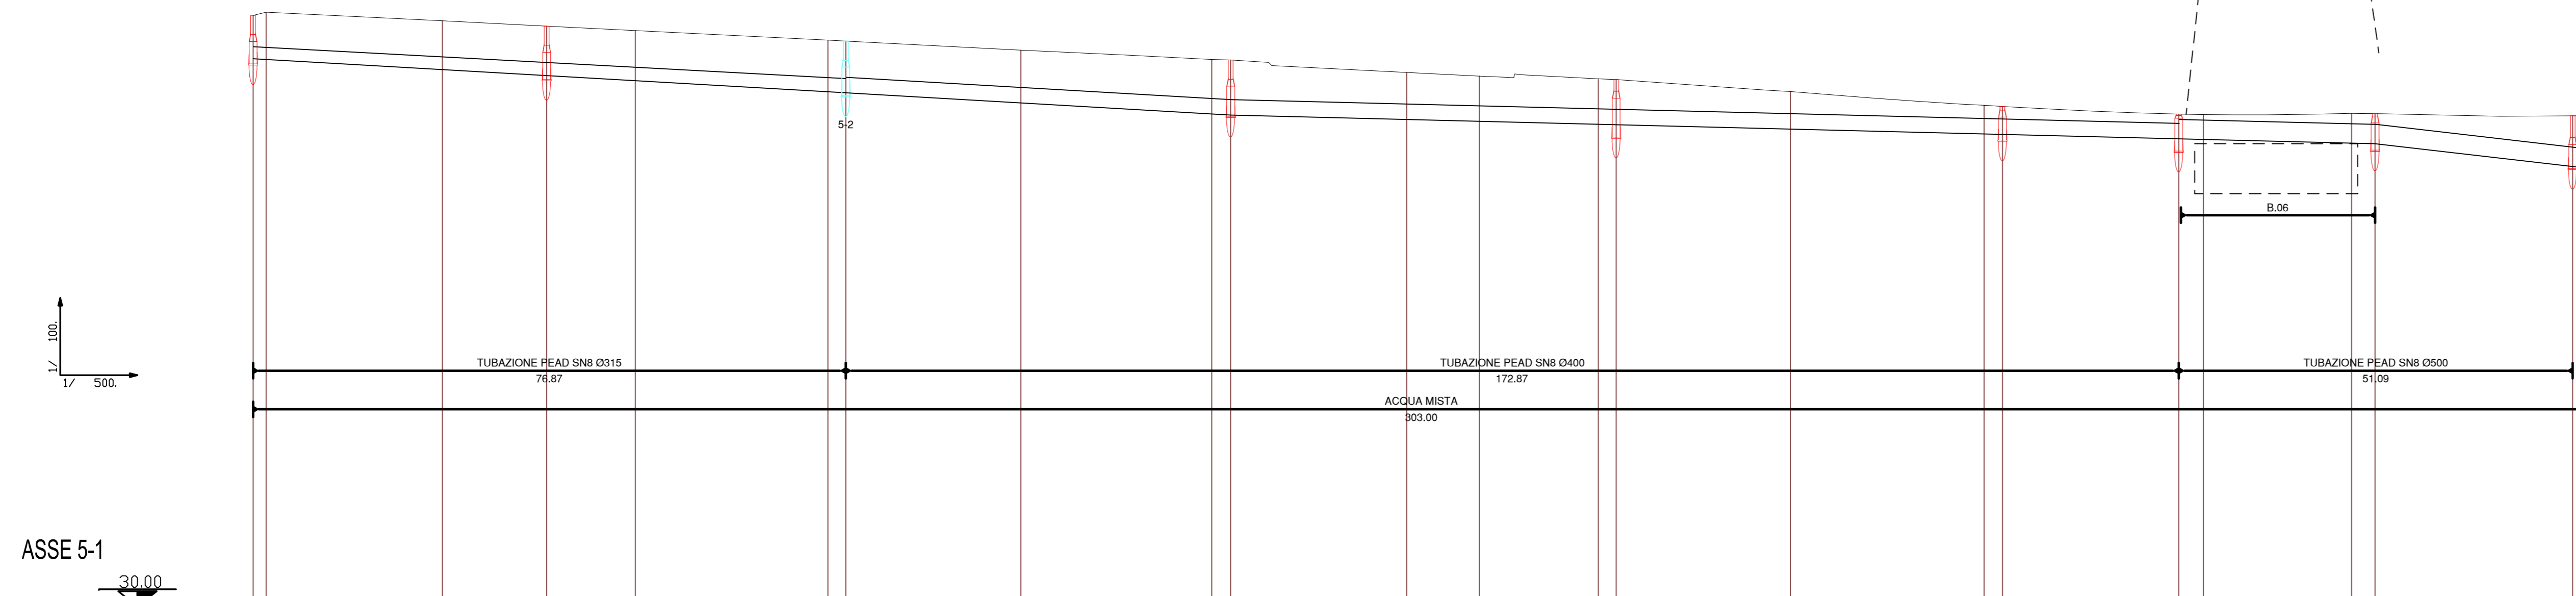 5-2
B.06
1/ 100.
1/ 500.
TUBAZIONE PEAD SN8 Ø315
76.87
TUBAZIONE PEAD SN8 Ø400
172.87
TUBAZIONE PEAD SN8 Ø500
51.09
ACQUA MISTA
303.00
ASSE 5-1
30.00